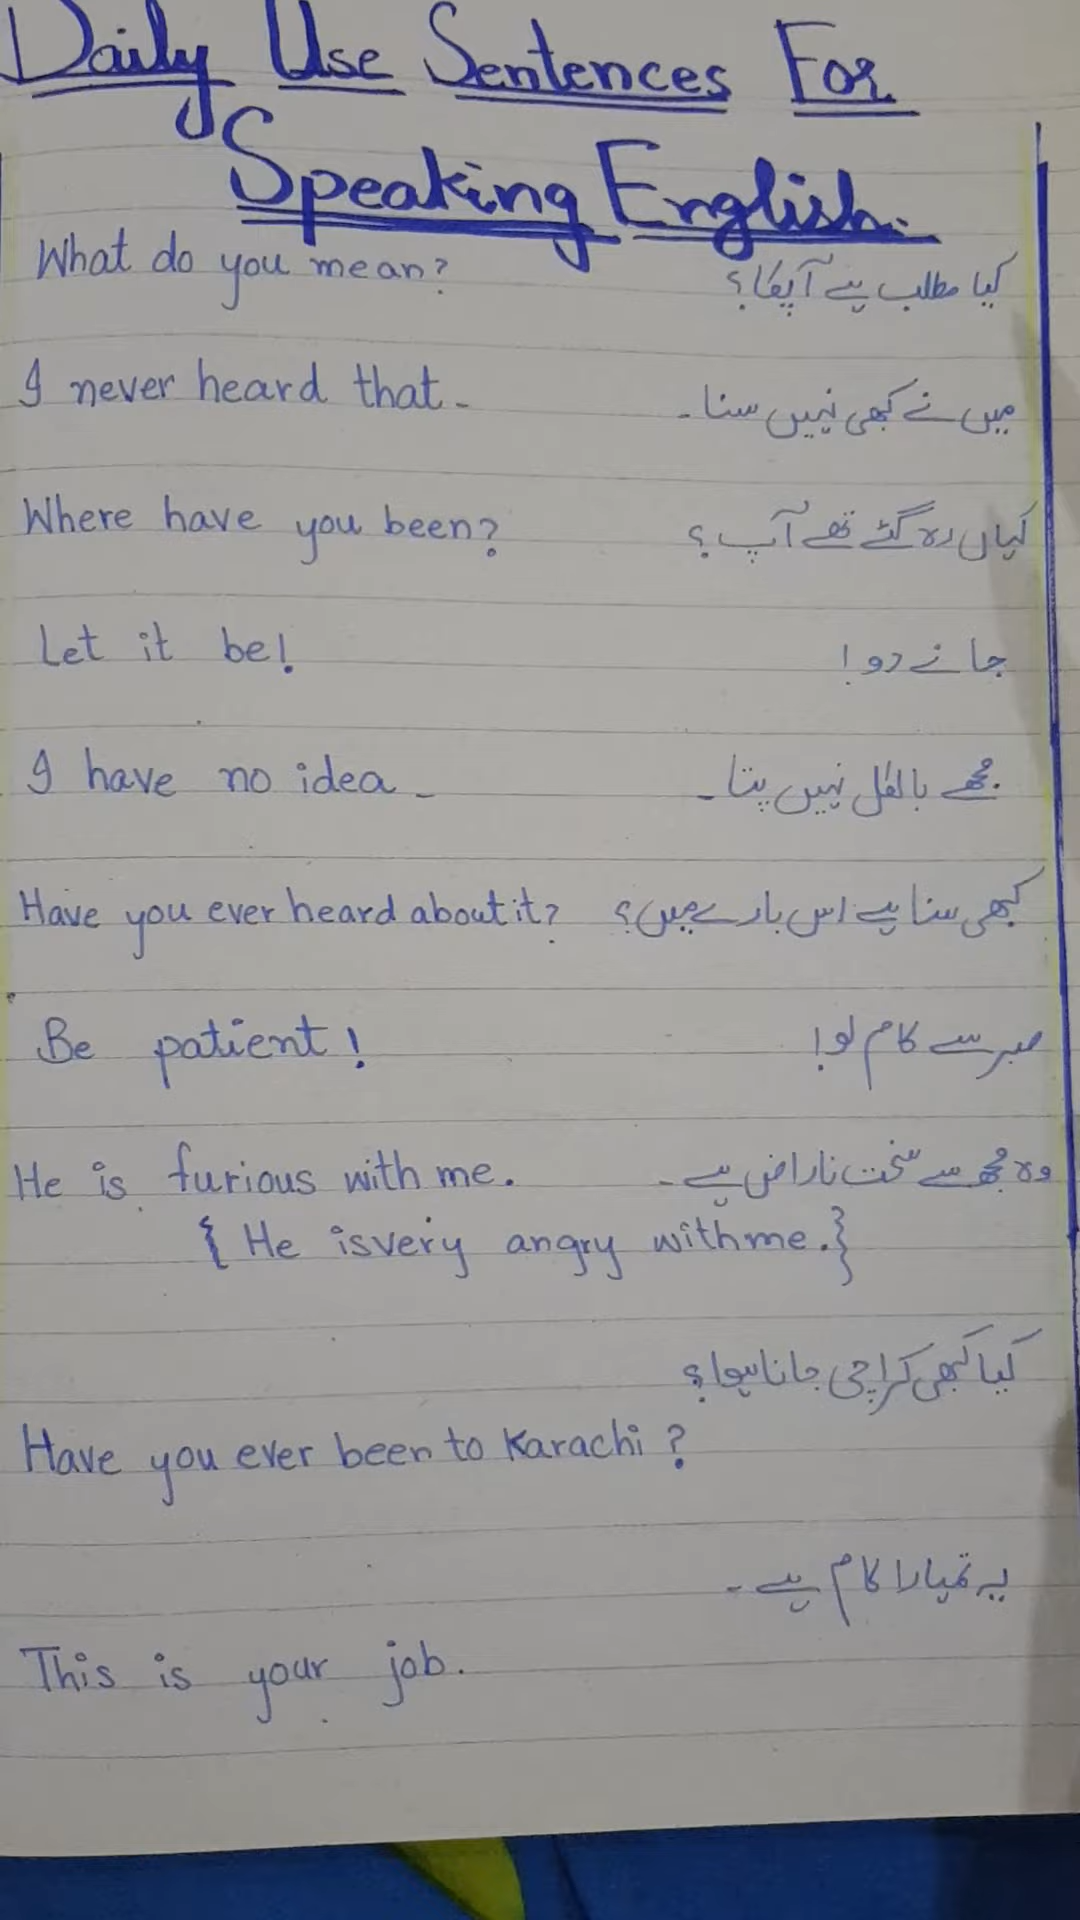 Daily Use Sentences For
Speaking English.
What do you mean? کیا مطلب ہے آپکا؟
I never heard that - میں نے کبھی نہیں سنا۔
Where have you been? کہاں رہ گئے تھے آپ؟
Let it be! جانے دو!
I have no idea - مجھے بالکل نہیں پتا۔
Have you ever heard about it? کبھی سنا ہے اس بارے میں؟
Be patient! صبر سے کام لو!
He is furious with me. وہ مجھ سے سخت ناراض ہے۔
{ He is very angry with me. }
کیا کبھی کراچی جانا ہوا؟
Have you ever been to Karachi?
یہ تمہارا کام ہے۔
This is your job.